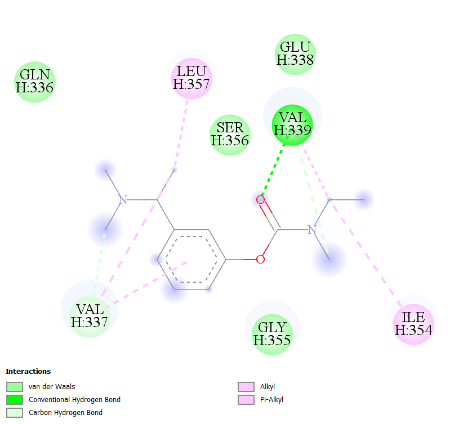 GLU
H:338
LEU
H:357
GLN
H:336
VAL
H:339
SER
H:356
N
O
N
O
VAL
H:337
GLY
H:355
ILE
H:354
Interactions
van der Waals
Conventional Hydrogen Bond
Carbon Hydrogen Bond
Alkyl
Pi-Alkyl